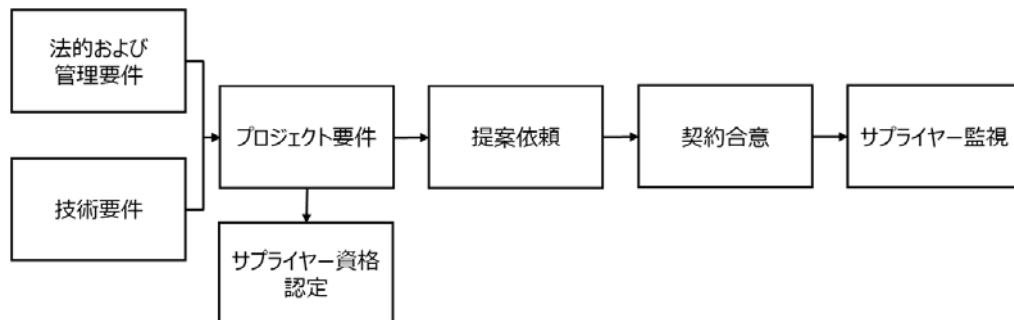 法的および
管理要件
技術要件
プロジェクト要件
サプライヤー資格
認定
提案依頼
契約合意
サプライヤー監視